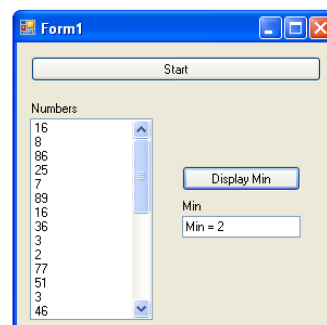 Form1
Start
Numbers
16
8
86
25
7
89
16
36
3
2
77
51
3
46
Display Min
Min
Min = 2